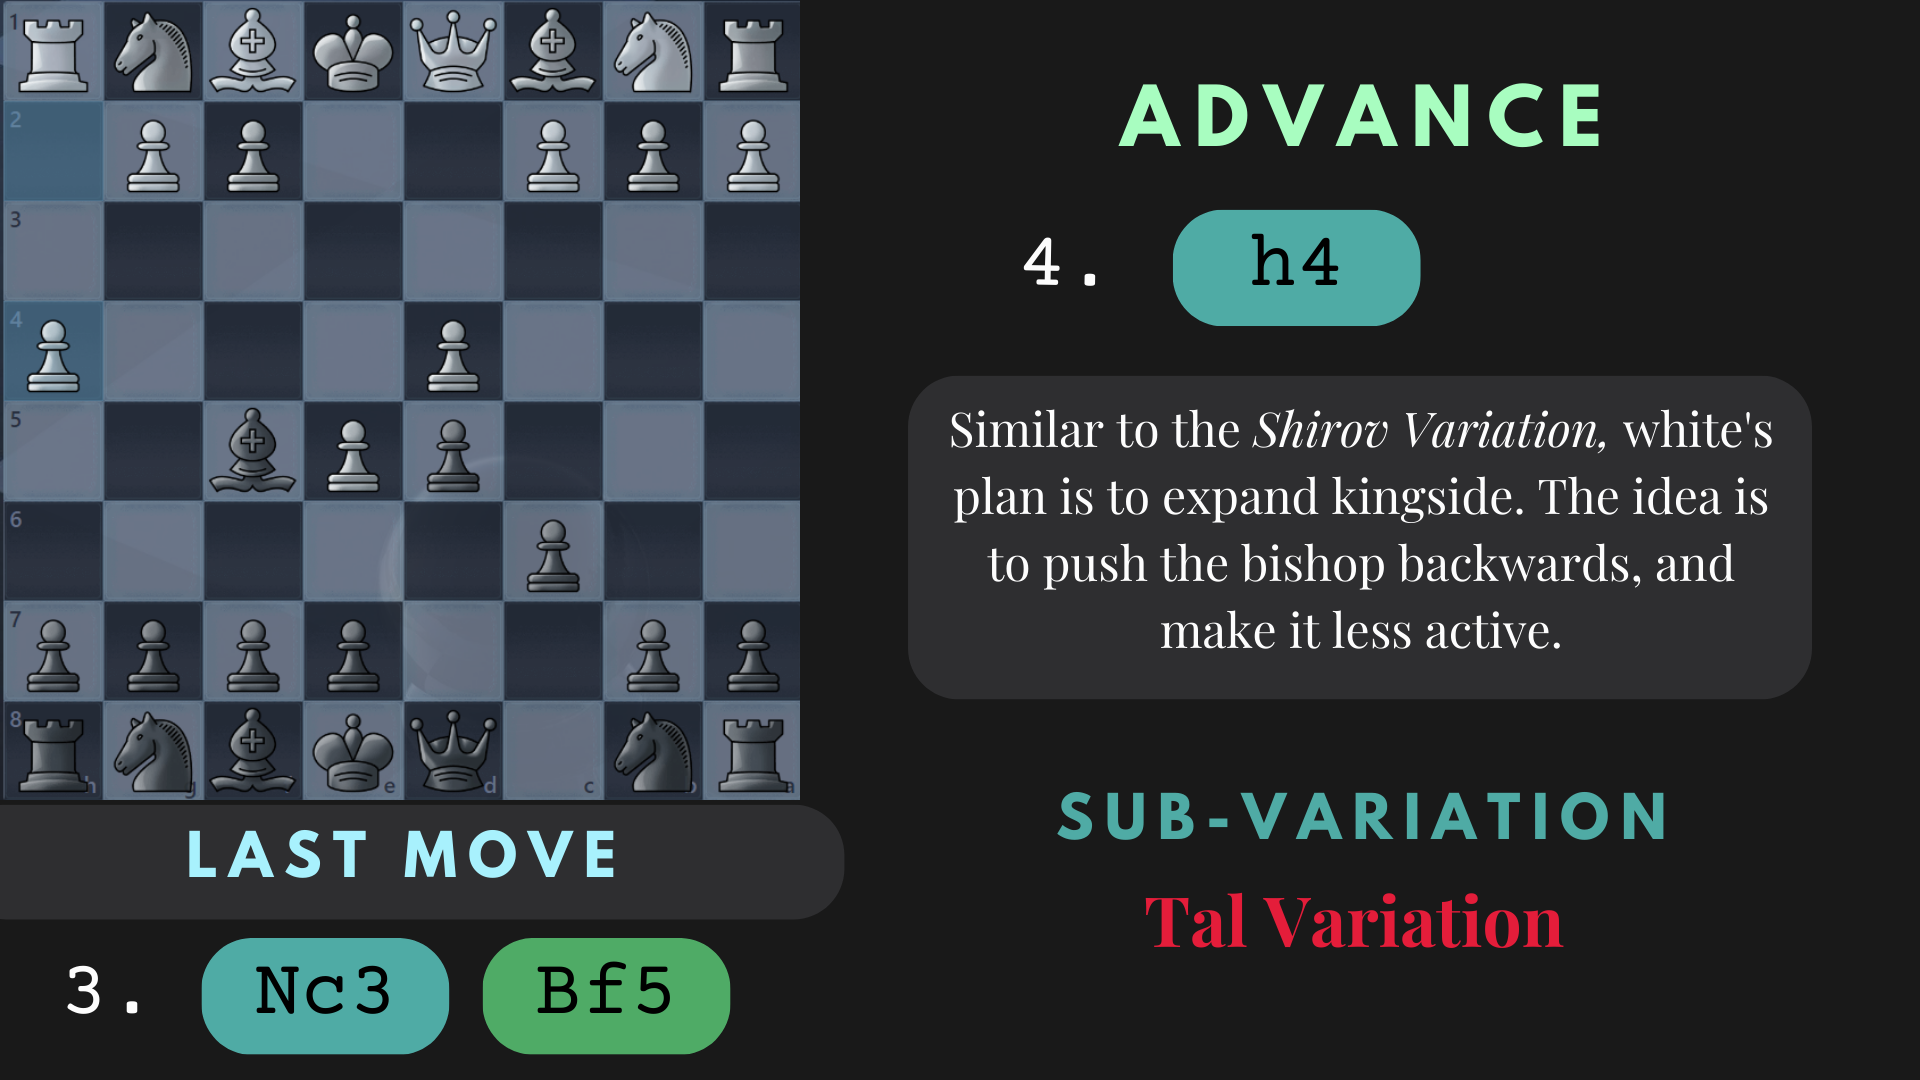 1
2
3
4
5
6
7
8
h
g
e
d
c
b
a
ADVANCE
4. h4
Similar to the Shirov Variation, white's
plan is to expand kingside. The idea is
to push the bishop backwards, and
make it less active.
LAST MOVE
3. Nc3 Bf5
SUB-VARIATION
Tal Variation